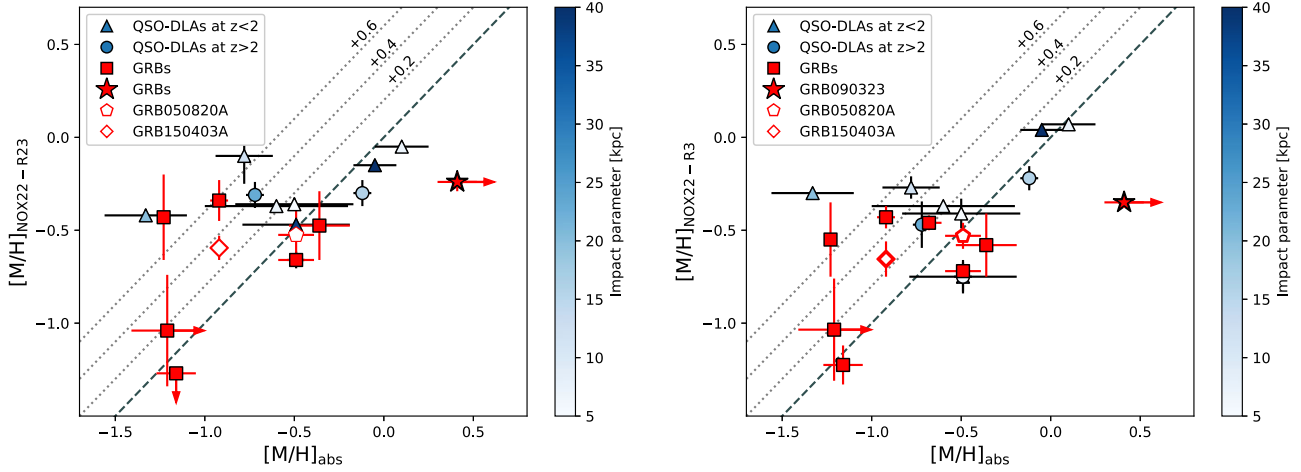 QSO-DLAs at z<2
QSO-DLAs at z>2
GRBs
GRBs
GRB050820A
GRB150403A
+0.6
+0.4
+0.2
0.5
0.0
−0.5
−1.0
[M/H]NOX22 − R23
−1.5
−1.0
−0.5
0.0
0.5
[M/H]abs
40
35
30
25
20
15
10
5
Impact parameter [kpc]
QSO-DLAs at z<2
QSO-DLAs at z>2
GRBs
GRB090323
GRB050820A
GRB150403A
+0.6
+0.4
+0.2
0.5
0.0
−0.5
−1.0
[M/H]NOX22 − R3
−1.5
−1.0
−0.5
0.0
0.5
[M/H]abs
40
35
30
25
20
15
10
5
Impact parameter [kpc]